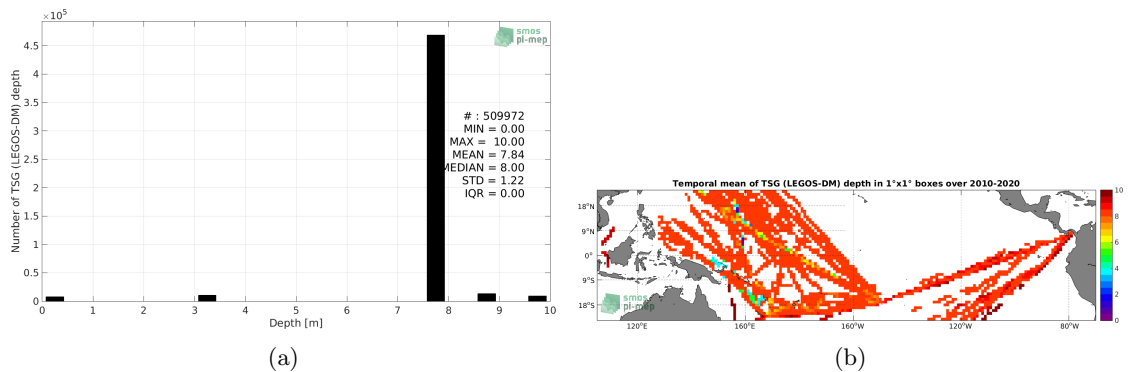 ×10⁵
4.5
4
3.5
3
2.5
2
1.5
1
0.5
0
Number of TSG (LEGOS-DM) depth
smos
pi-mep
# : 509972
MIN = 0.00
MAX = 10.00
MEAN = 7.84
MEDIAN = 8.00
STD = 1.22
IQR = 0.00
0 1 2 3 4 5 6 7 8 9 10
Depth [m]
(a)
Temporal mean of TSG (LEGOS-DM) depth in 1°x1° boxes over 2010-2020
18°N
9°N
0°
9°S
18°S
smos
pi-mep
120°E 160°E 160°W 120°W 80°W
10
8
6
4
2
0
(b)